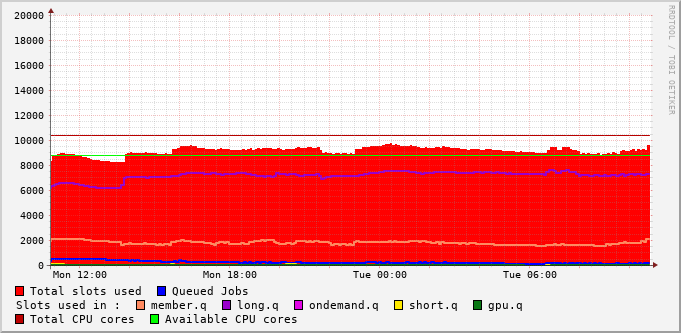 RRDTOOL / TOBI OETIKER
20000
18000
16000
14000
12000
10000
8000
6000
4000
2000
0
Mon 12:00 Mon 18:00 Tue 00:00 Tue 06:00
Total slots used Queued Jobs
Slots used in : member.q long.q ondemand.q short.q gpu.q
Total CPU cores Available CPU cores